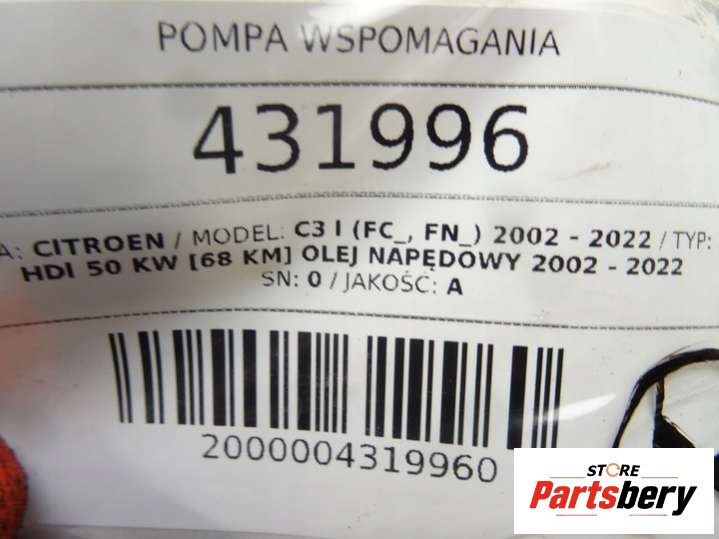 POMPA WSPOMAGANIA
431996
A: CITROEN / MODEL: C3 I (FC_, FN_) 2002 - 2022 / TYP:
HDI 50 KW [68 KM] OLEJ NAPĘDOWY 2002 - 2022
SN: 0 / JAKOŚĆ: A
2000004319960
STORE
Partsbery